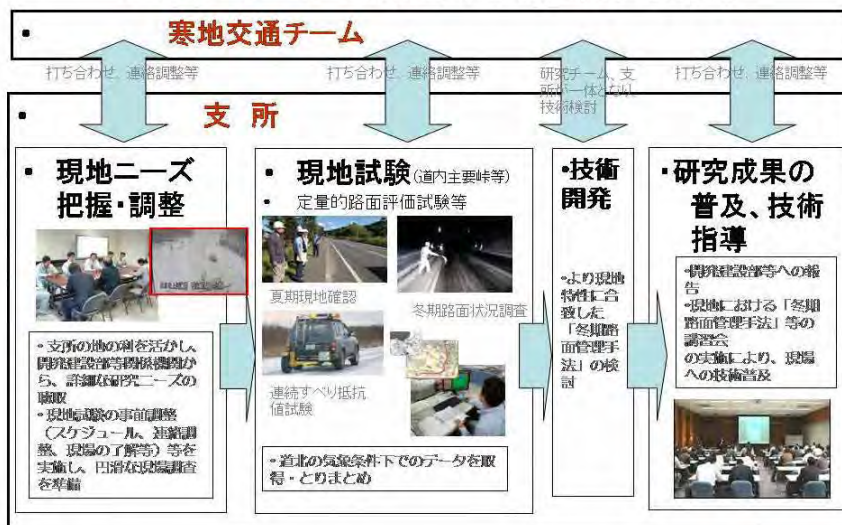 ・ 寒地交通チーム
打ち合わせ、連絡調整等
打ち合わせ、連絡調整等
研究チーム、支
所が一体となし
技術検討
打ち合わせ、連絡調整等
・ 支 所
・ 現地ニーズ
把握・調整
・支所の地の利を活かし、
開発建設部等関係機関か
ら、詳細な研究ニーズの
聴取
・現地試験の事前調整
(スケジュール、連絡調
整、現場の了解等)等を
実施し、円滑な現場調査
を準備
・ 現地試験(道内主要峠等)
・ 定量的路面評価試験等
夏期現地確認
冬期路面状況調査
連続すべり抵抗
値試験
・道北の気象条件下でのデータを取
得・とりまとめ
・技術
開発
・より現地
特性に合
致した
「冬期路
面管理手
法」の検
討
・研究成果の
普及、技術
指導
・開発建設部等への報
告
・現地における「冬期
路面管理手法」等の
講習会
の実施により、現場
への技術普及